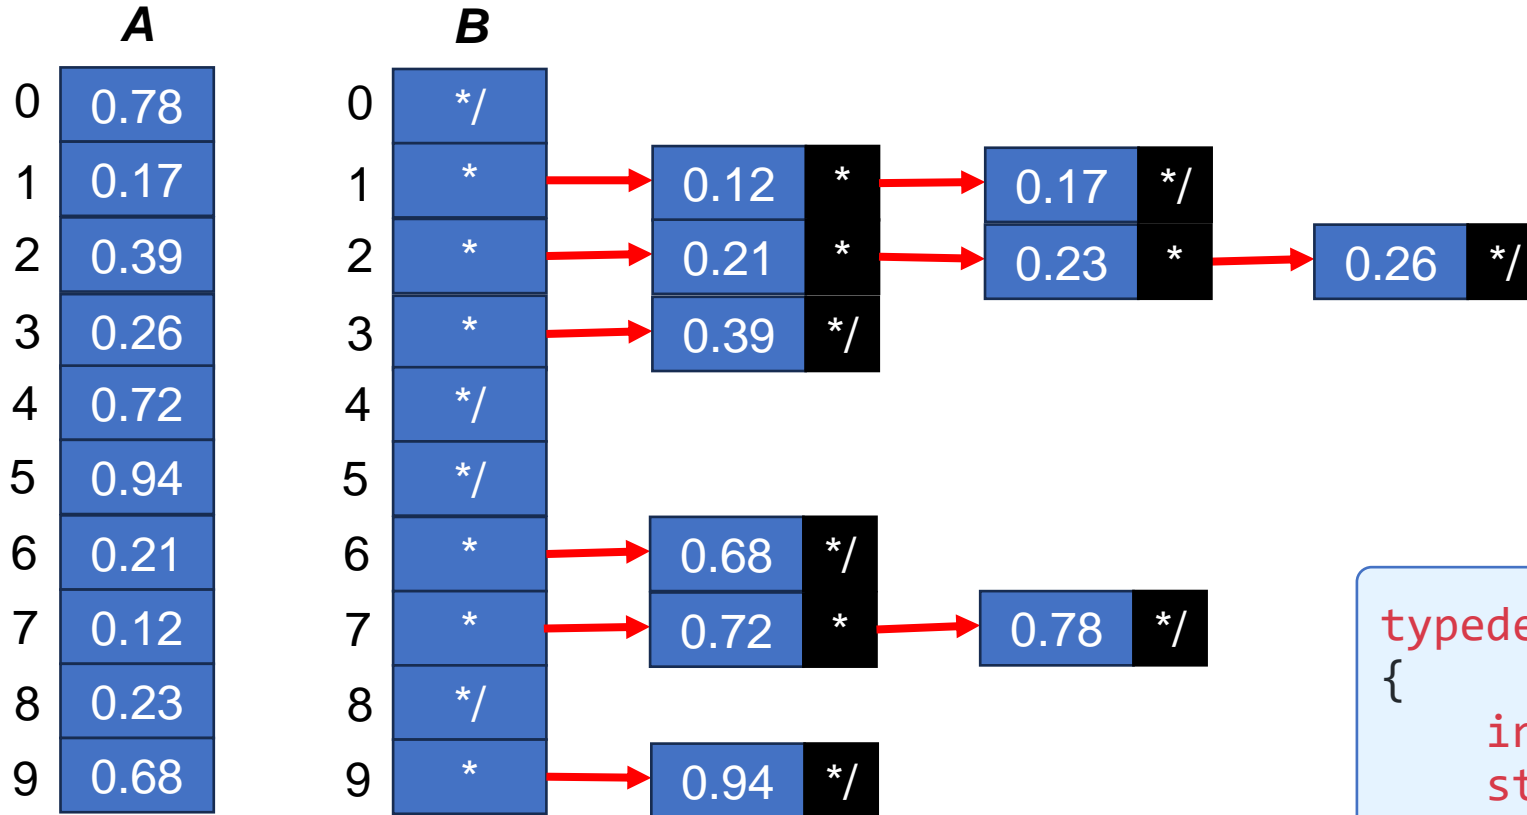 A B
0 0.78 0 */
1 0.17 1 * 0.12 * 0.17 */
2 0.39 2 * 0.21 * 0.23 * 0.26 */
3 0.26 3 * 0.39 */
4 0.72 4 */
5 0.94 5 */
6 0.21 6 * 0.68 */
7 0.12 7 * 0.72 * 0.78 */
8 0.23 8 */
9 0.68 9 * 0.94 */
{